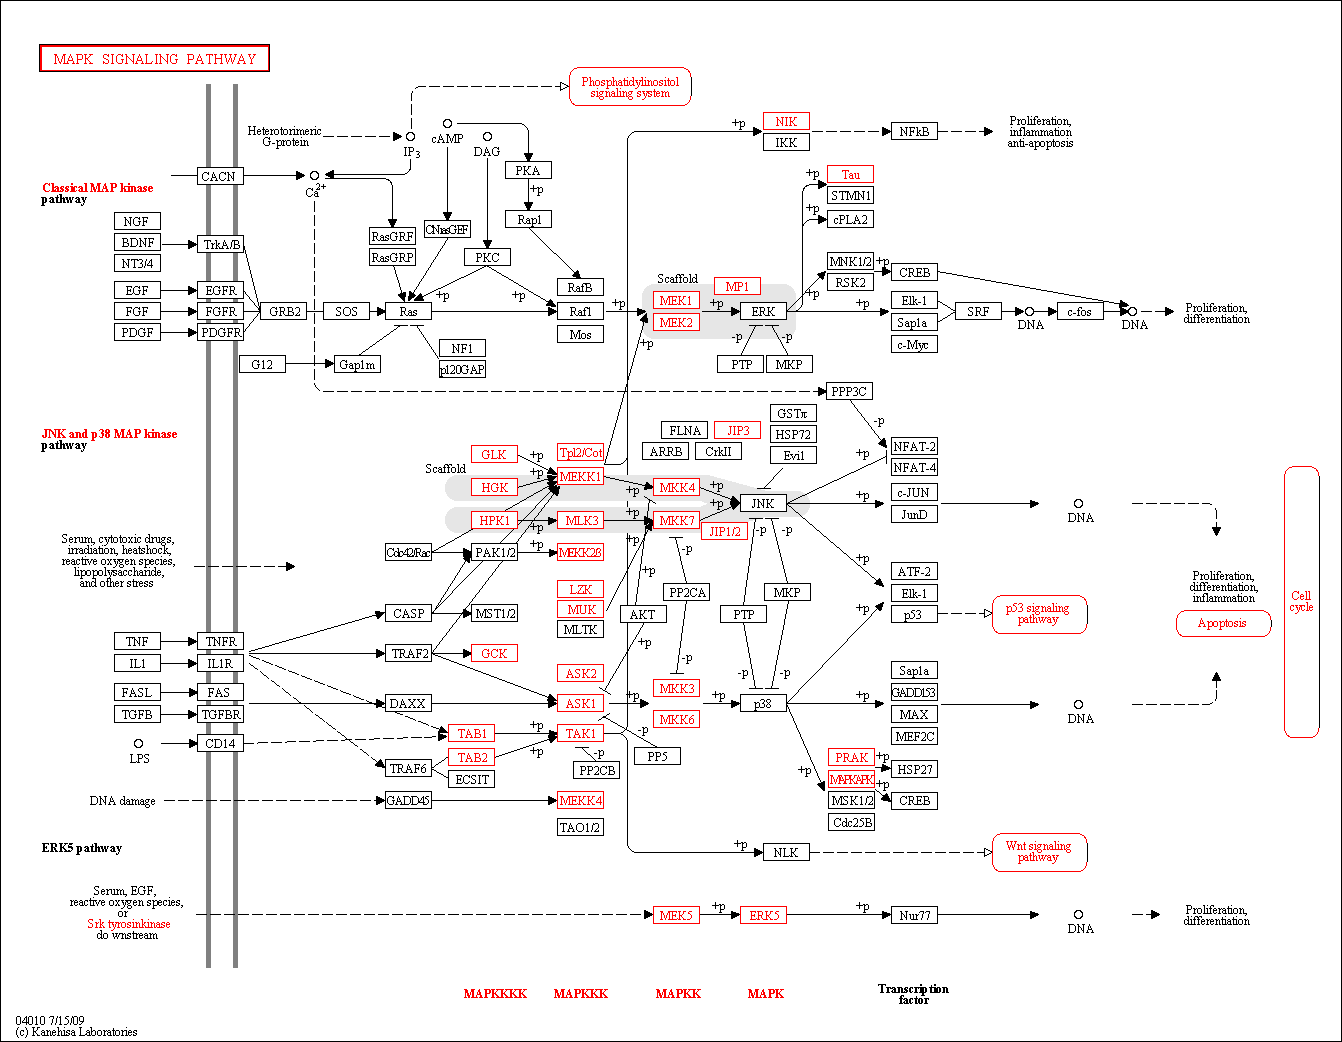 MAPK SIGNALING PATHWAY
Phosphatidylinositol
signaling system
Heterotorimeric
G-protein
IP3
cAMP
DAG
+p
NIK
IKK
NFkB
Proliferation,
inflammation
anti-apoptosis
Classical MAP kinase
pathway
CACN
Ca2+
PKA
+p
Rap1
+p
Tau
STMN1
+p
cPLA2
NGF
BDNF
NT3/4
TrkA/B
RasGRF
RasGRP
CNrasGEF
PKC
MNK1/2
RSK2
+p
CREB
+p
EGF
FGF
PDGF
EGFR
FGFR
PDGFR
GRB2
SOS
Ras
+p
+p
RafB
Raf1
Mos
+p
Scaffold
MP1
MEK1
MEK2
+p
ERK
+p
Elk-1
Sap1a
c-Myc
SRF
DNA
c-fos
DNA
Proliferation,
differentiation
G12
Gap1m
NF1
p120GAP
-p
-p
PTP
MKP
PPP3C
-p
JNK and p38 MAP kinase
pathway
Scaffold
GLK
HGK
HPK1
+p
+p
+p
+p
Tpl2/Cot
MEKK1
MLK3
MEKK2ß
+p
+p
+p
+p
FLNA
ARRB
JIP3
CrkII
GSTπ
HSP72
Evi1
MKK4
MKK7
+p
+p
JIP1/2
JNK
+p
+p
+p
NFAT-2
NFAT-4
c-JUN
JunD
DNA
Serum, cytotoxic drugs,
irradiation, heatshock,
reactive oxygen species,
lipopolysaccharide,
and other stress
Cdc42/Rac
PAK1/2
CASP
MST1/2
TRAF2
GCK
LZK
MUK
MLTK
AKT
+p
+p
PP2CA
-p
-p
-p
-p
PTP
MKP
-p
-p
ATF-2
Elk-1
p53
+p
p53 signaling
pathway
Proliferation,
differentiation,
inflammation
Apoptosis
Cell
cycle
TNF
IL1
FASL
TGFB
LPS
TNFR
IL1R
FAS
TGFBR
CD14
DAXX
TAB1
TAB2
ECSIT
TRAF6
+p
+p
ASK2
ASK1
TAK1
+p
-p
PP2CB
-p
PP5
MKK3
MKK6
+p
p38
+p
+p
Sap1a
GADD153
MAX
MEF2C
DNA
PRAK
MAPKAPK
MSK1/2
Cdc25B
+p
+p
HSP27
CREB
DNA damage
GADD45
MEKK4
TAO1/2
ERK5 pathway
+p
NLK
Wnt signaling
pathway
Serum, EGF,
reactive oxygen species,
or
Srk tyrosinkinase
do wnstream
MEK5
+p
ERK5
+p
Nur77
DNA
Proliferation,
differentiation
MAPKKKK
MAPKKK
MAPKK
MAPK
Transcription
factor
04010 7/15/09
(c) Kanehisa Laboratories